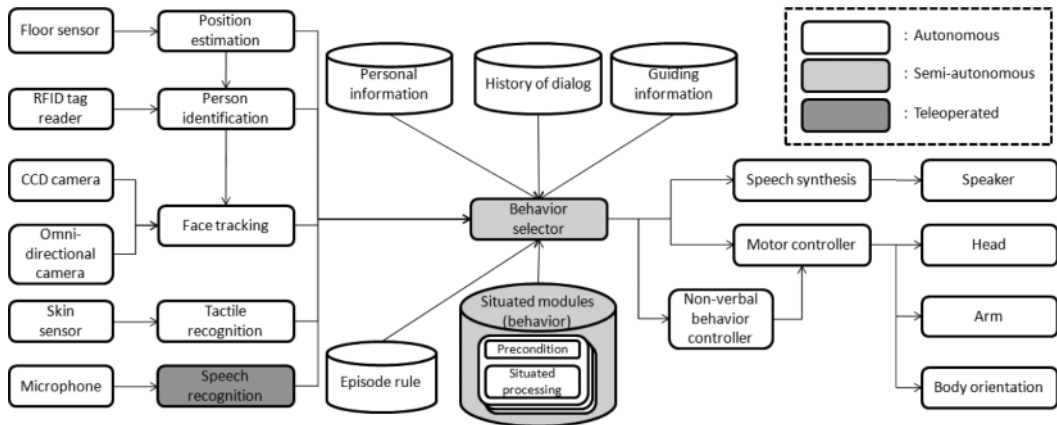 Floor sensor
Position
estimation
RFID tag
reader
Person
identification
CCD camera
Omni-
directional
camera
Face tracking
Skin
sensor
Tactile recognition
Microphone
Speech
recognition
Personal
information
History of dialog
Guiding
information
Behavior
selector
Episode rule
Situated modules
(behavior)
Precondition
Situated
processing
Speech synthesis
Speaker
Motor controller
Head
Non-verbal
behavior
controller
Arm
Body orientation
: Autonomous
: Semi-autonomous
: Teleoperated